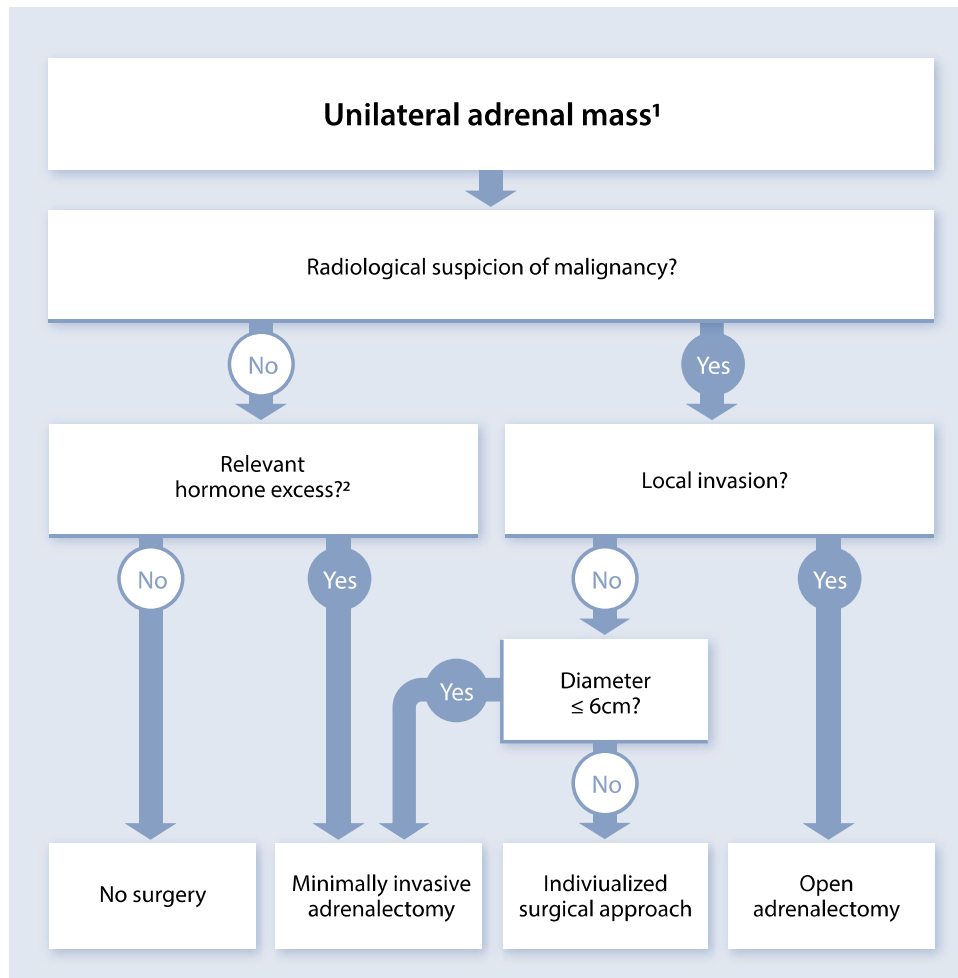 Unilateral adrenal mass¹
Radiological suspicion of malignancy?
No
Yes
Relevant
hormone excess?²
Local invasion?
No
Yes
No
Yes
Diameter
≤ 6cm?
Yes
No
No surgery
Minimally invasive
adrenalectomy
Indiviualized
surgical approach
Open
adrenalectomy